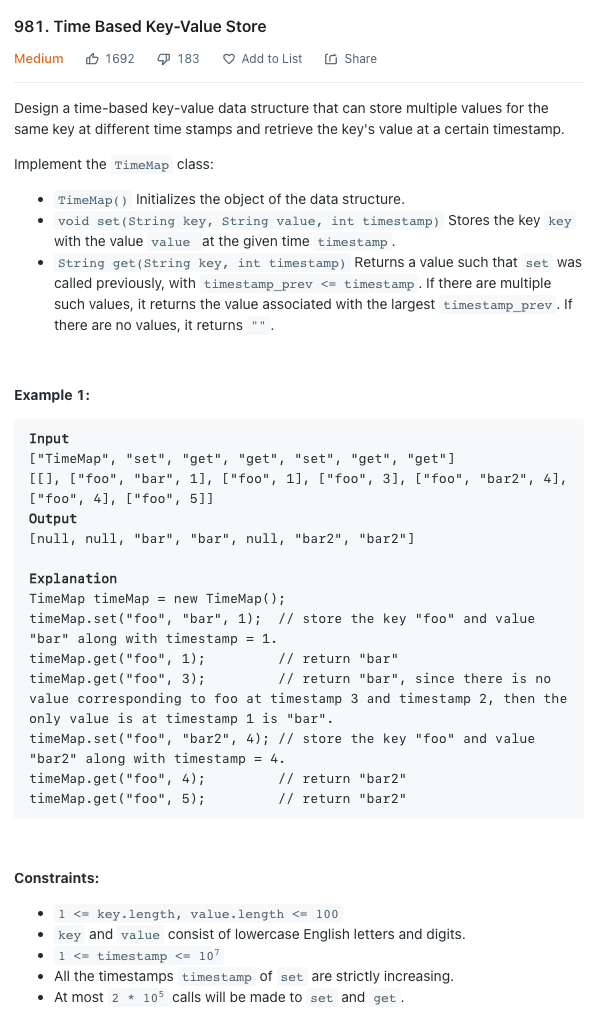 981. Time Based Key-Value Store
Medium 1692 183 Add to List Share
Design a time-based key-value data structure that can store multiple values for the
same key at different time stamps and retrieve the key's value at a certain timestamp.
Implement the TimeMap class:
• TimeMap() Initializes the object of the data structure.
• void set(String key, String value, int timestamp) Stores the key key
with the value value at the given time timestamp.
• String get(String key, int timestamp) Returns a value such that set was
called previously, with timestamp_prev <= timestamp. If there are multiple
such values, it returns the value associated with the largest timestamp_prev. If
there are no values, it returns "".
Example 1:
Input
["TimeMap", "set", "get", "get", "set", "get", "get"]
[[], ["foo", "bar", 1], ["foo", 1], ["foo", 3], ["foo", "bar2", 4],
["foo", 4], ["foo", 5]]
Output
[null, null, "bar", "bar", null, "bar2", "bar2"]
Explanation
TimeMap timeMap = new TimeMap();
timeMap.set("foo", "bar", 1);  // store the key "foo" and value
"bar" along with timestamp = 1.
timeMap.get("foo", 1);         // return "bar"
timeMap.get("foo", 3);         // return "bar", since there is no
value corresponding to foo at timestamp 3 and timestamp 2, then the
only value is at timestamp 1 is "bar".
timeMap.set("foo", "bar2", 4); // store the key "foo" and value
"bar2" along with timestamp = 4.
timeMap.get("foo", 4);         // return "bar2"
timeMap.get("foo", 5);         // return "bar2"
Constraints:
• 1 <= key.length, value.length <= 100
• key and value consist of lowercase English letters and digits.
• 1 <= timestamp <= 10⁷
• All the timestamps timestamp of set are strictly increasing.
• At most 2 * 10⁵ calls will be made to set and get.